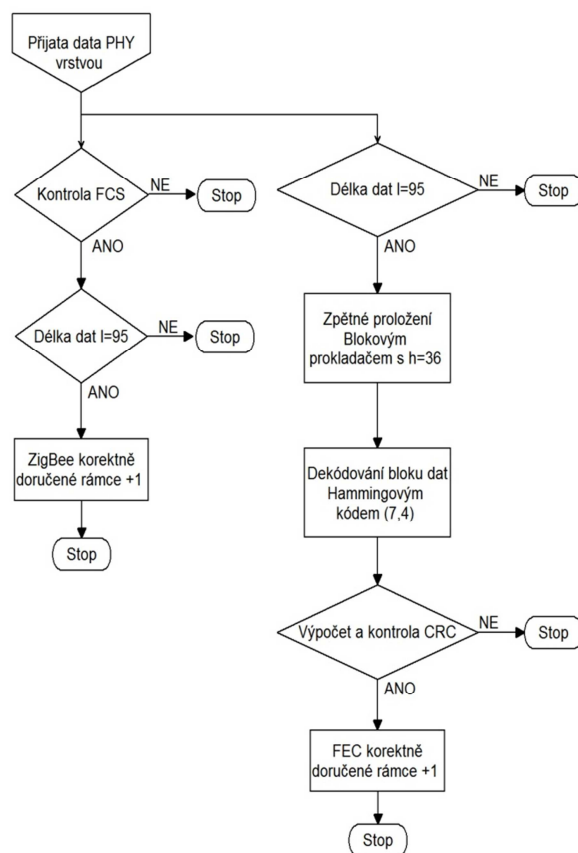 Přijata data PHY
vrstvou
Kontrola FCS
NE
Stop
ANO
Délka dat l=95
NE
Stop
ANO
ZigBee korektně
doručené rámce +1
Stop
Délka dat l=95
NE
Stop
ANO
Zpětné proložení
Blokovým
prokladačem s h=36
Dekódování bloku dat
Hammingovým
kódem (7,4)
Výpočet a kontrola CRC
NE
Stop
ANO
FEC korektně
doručené rámce +1
Stop